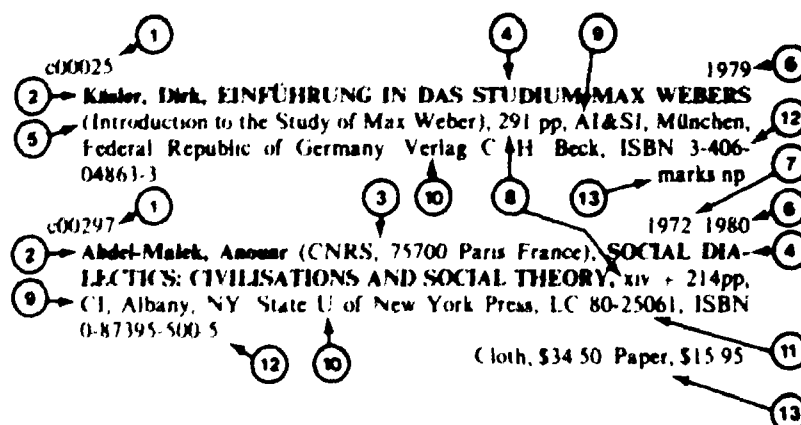 1 4 9
c00025 1979 6
2 Käsler, Dirk, EINFÜHRUNG IN DAS STUDIUM MAX WEBERS
5 (Introduction to the Study of Max Weber), 291 pp, AI&SI, München, 12
Federal Republic of Germany Verlag C H Beck, ISBN 3-406-
04863-3 10 8 13 marks np 7
1 3
c00297 1972 1980 6
2 Abdel-Malek, Anouar (CNRS, 75700 Paris France), SOCIAL DIA- 4
LECTICS: CIVILISATIONS AND SOCIAL THEORY, xiv + 214pp,
9 CI, Albany, NY State U of New York Press, LC 80-25061, ISBN
0-87395-500-5
12 10 Cloth, $34 50 Paper, $15 95 11
13